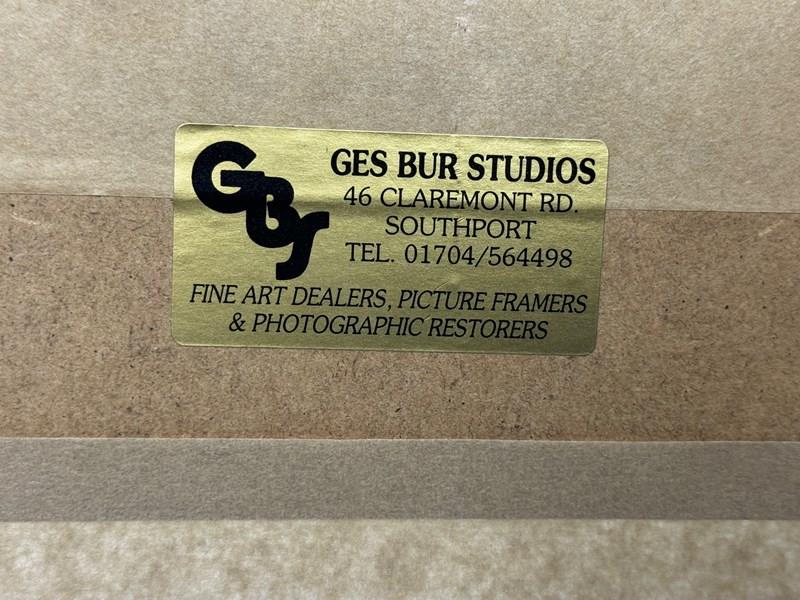 GBS
GES BUR STUDIOS
46 CLAREMONT RD.
SOUTHPORT
TEL. 01704/564498
FINE ART DEALERS, PICTURE FRAMERS
& PHOTOGRAPHIC RESTORERS